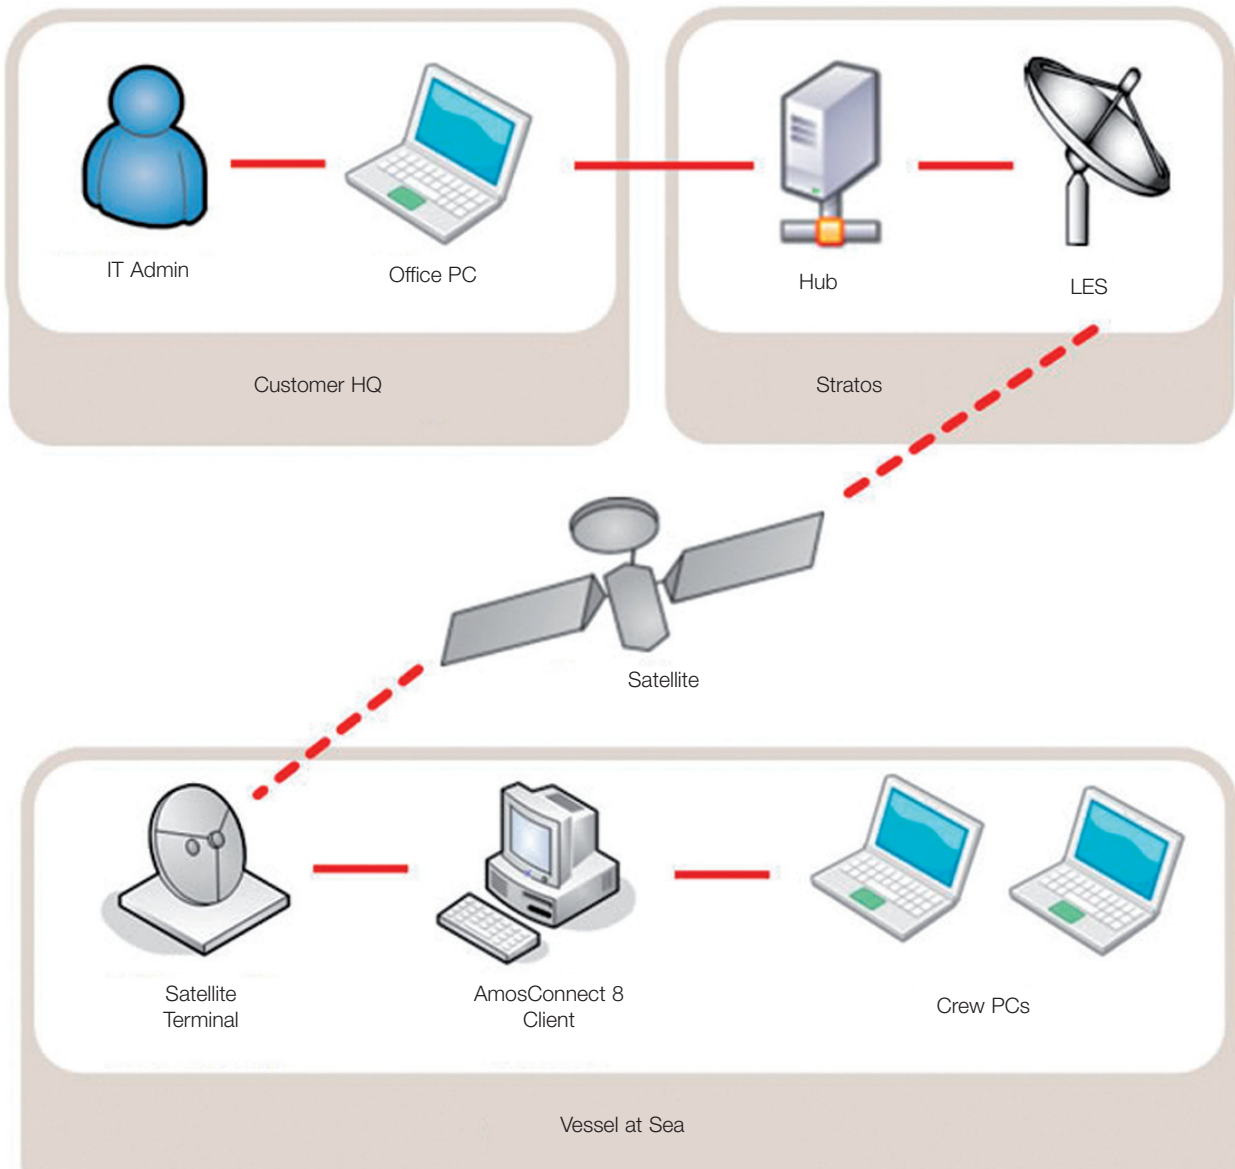 IT Admin
Office PC
Hub
LES
Customer HQ
Stratos
Satellite
Satellite
Terminal
AmosConnect 8
Client
Crew PCs
Vessel at Sea